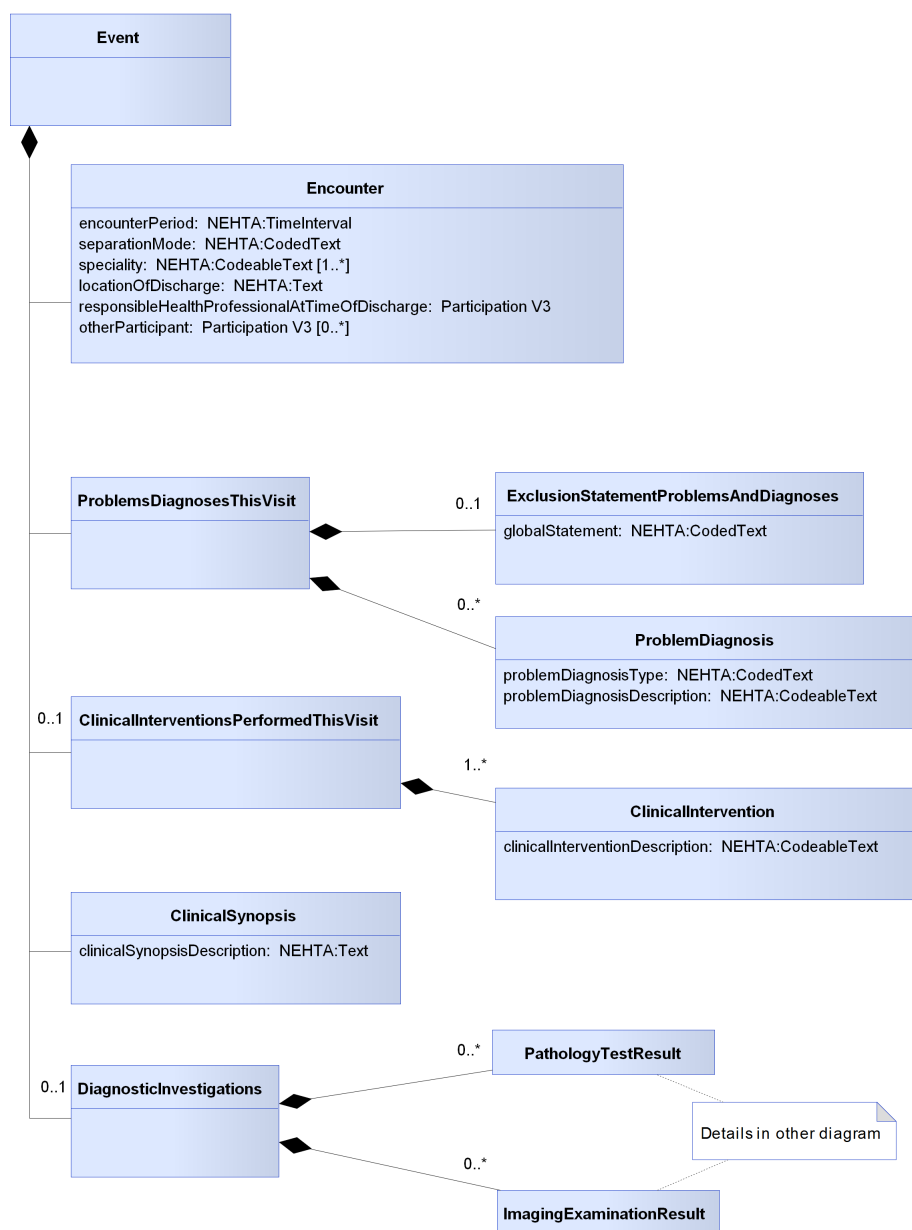 Event
Encounter
encounterPeriod:  NEHTA:TimeInterval
separationMode:  NEHTA:CodedText
speciality:  NEHTA:CodeableText [1..*]
locationOfDischarge:  NEHTA:Text
responsibleHealthProfessionalAtTimeOfDischarge:  Participation V3
otherParticipant:  Participation V3 [0..*]
ProblemsDiagnosesThisVisit
0..1
ExclusionStatementProblemsAndDiagnoses
globalStatement:  NEHTA:CodedText
0..*
ProblemDiagnosis
problemDiagnosisType:  NEHTA:CodedText
problemDiagnosisDescription:  NEHTA:CodeableText
0..1
ClinicalInterventionsPerformedThisVisit
1..*
ClinicalIntervention
clinicalInterventionDescription:  NEHTA:CodeableText
ClinicalSynopsis
clinicalSynopsisDescription:  NEHTA:Text
0..1
DiagnosticInvestigations
0..*
PathologyTestResult
Details in other diagram
0..*
ImagingExaminationResult